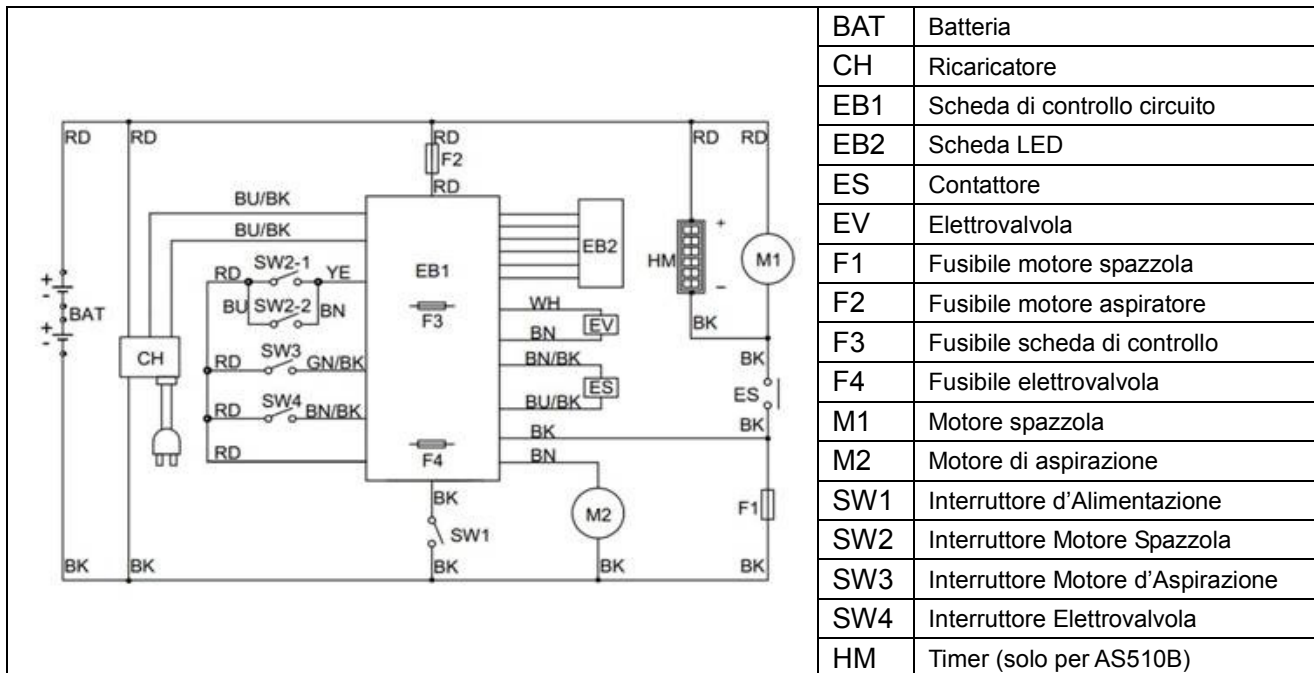 RD RD RD RD RD
F2
RD
BU/BK
BU/BK
SW2-1
RD YE
EB1
EB2
HM + M1
BU SW2-2 BN
+
-
BAT
+
-
F3
WH
EV
BN
−
BK
SW3
RD GN/BK
CH
BN/BK
ES
BK
ES
SW4
RD BN/BK
BU/BK
BK
BK
RD
F4
BN
BK
SW1
M2
F1
BK BK BK BK BK
BAT Batteria
CH Ricaricatore
EB1 Scheda di controllo circuito
EB2 Scheda LED
ES Contattore
EV Elettrovalvola
F1 Fusibile motore spazzola
F2 Fusibile motore aspiratore
F3 Fusibile scheda di controllo
F4 Fusibile elettrovalvola
M1 Motore spazzola
M2 Motore di aspirazione
SW1 Interruttore d’Alimentazione
SW2 Interruttore Motore Spazzola
SW3 Interruttore Motore d’Aspirazione
SW4 Interruttore Elettrovalvola
HM Timer (solo per AS510B)